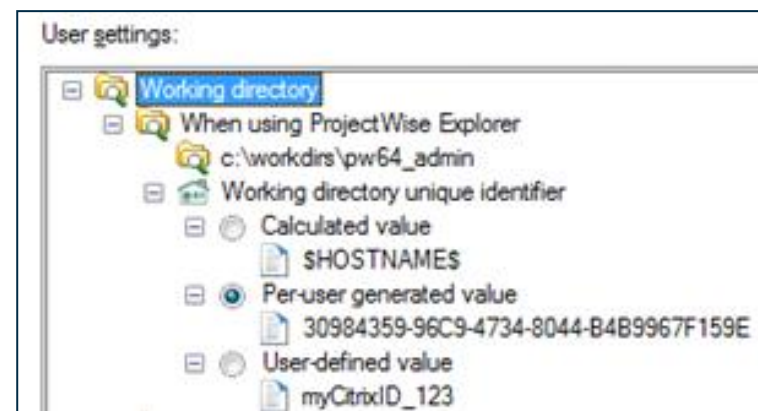 User settings:
Working directory
When using ProjectWise Explorer
c:\workdirs\pw64_admin
Working directory unique identifier
Calculated value
$HOSTNAME$
Per-user generated value
30984359-96C9-4734-8044-B4B9967F159E
User-defined value
myCitrixID_123